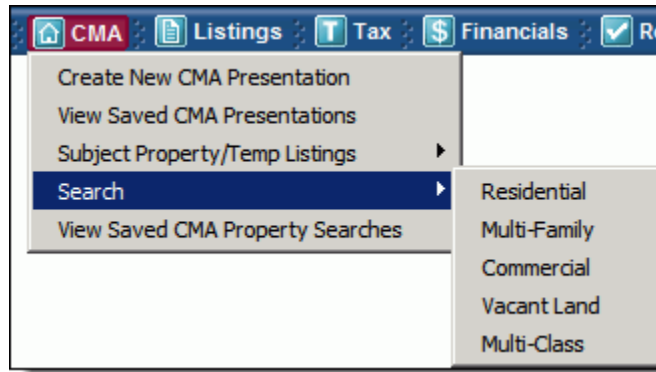 CMA Listings T Tax $ Financials
Create New CMA Presentation
View Saved CMA Presentations
Subject Property/Temp Listings
Search
View Saved CMA Property Searches
Residential
Multi-Family
Commercial
Vacant Land
Multi-Class